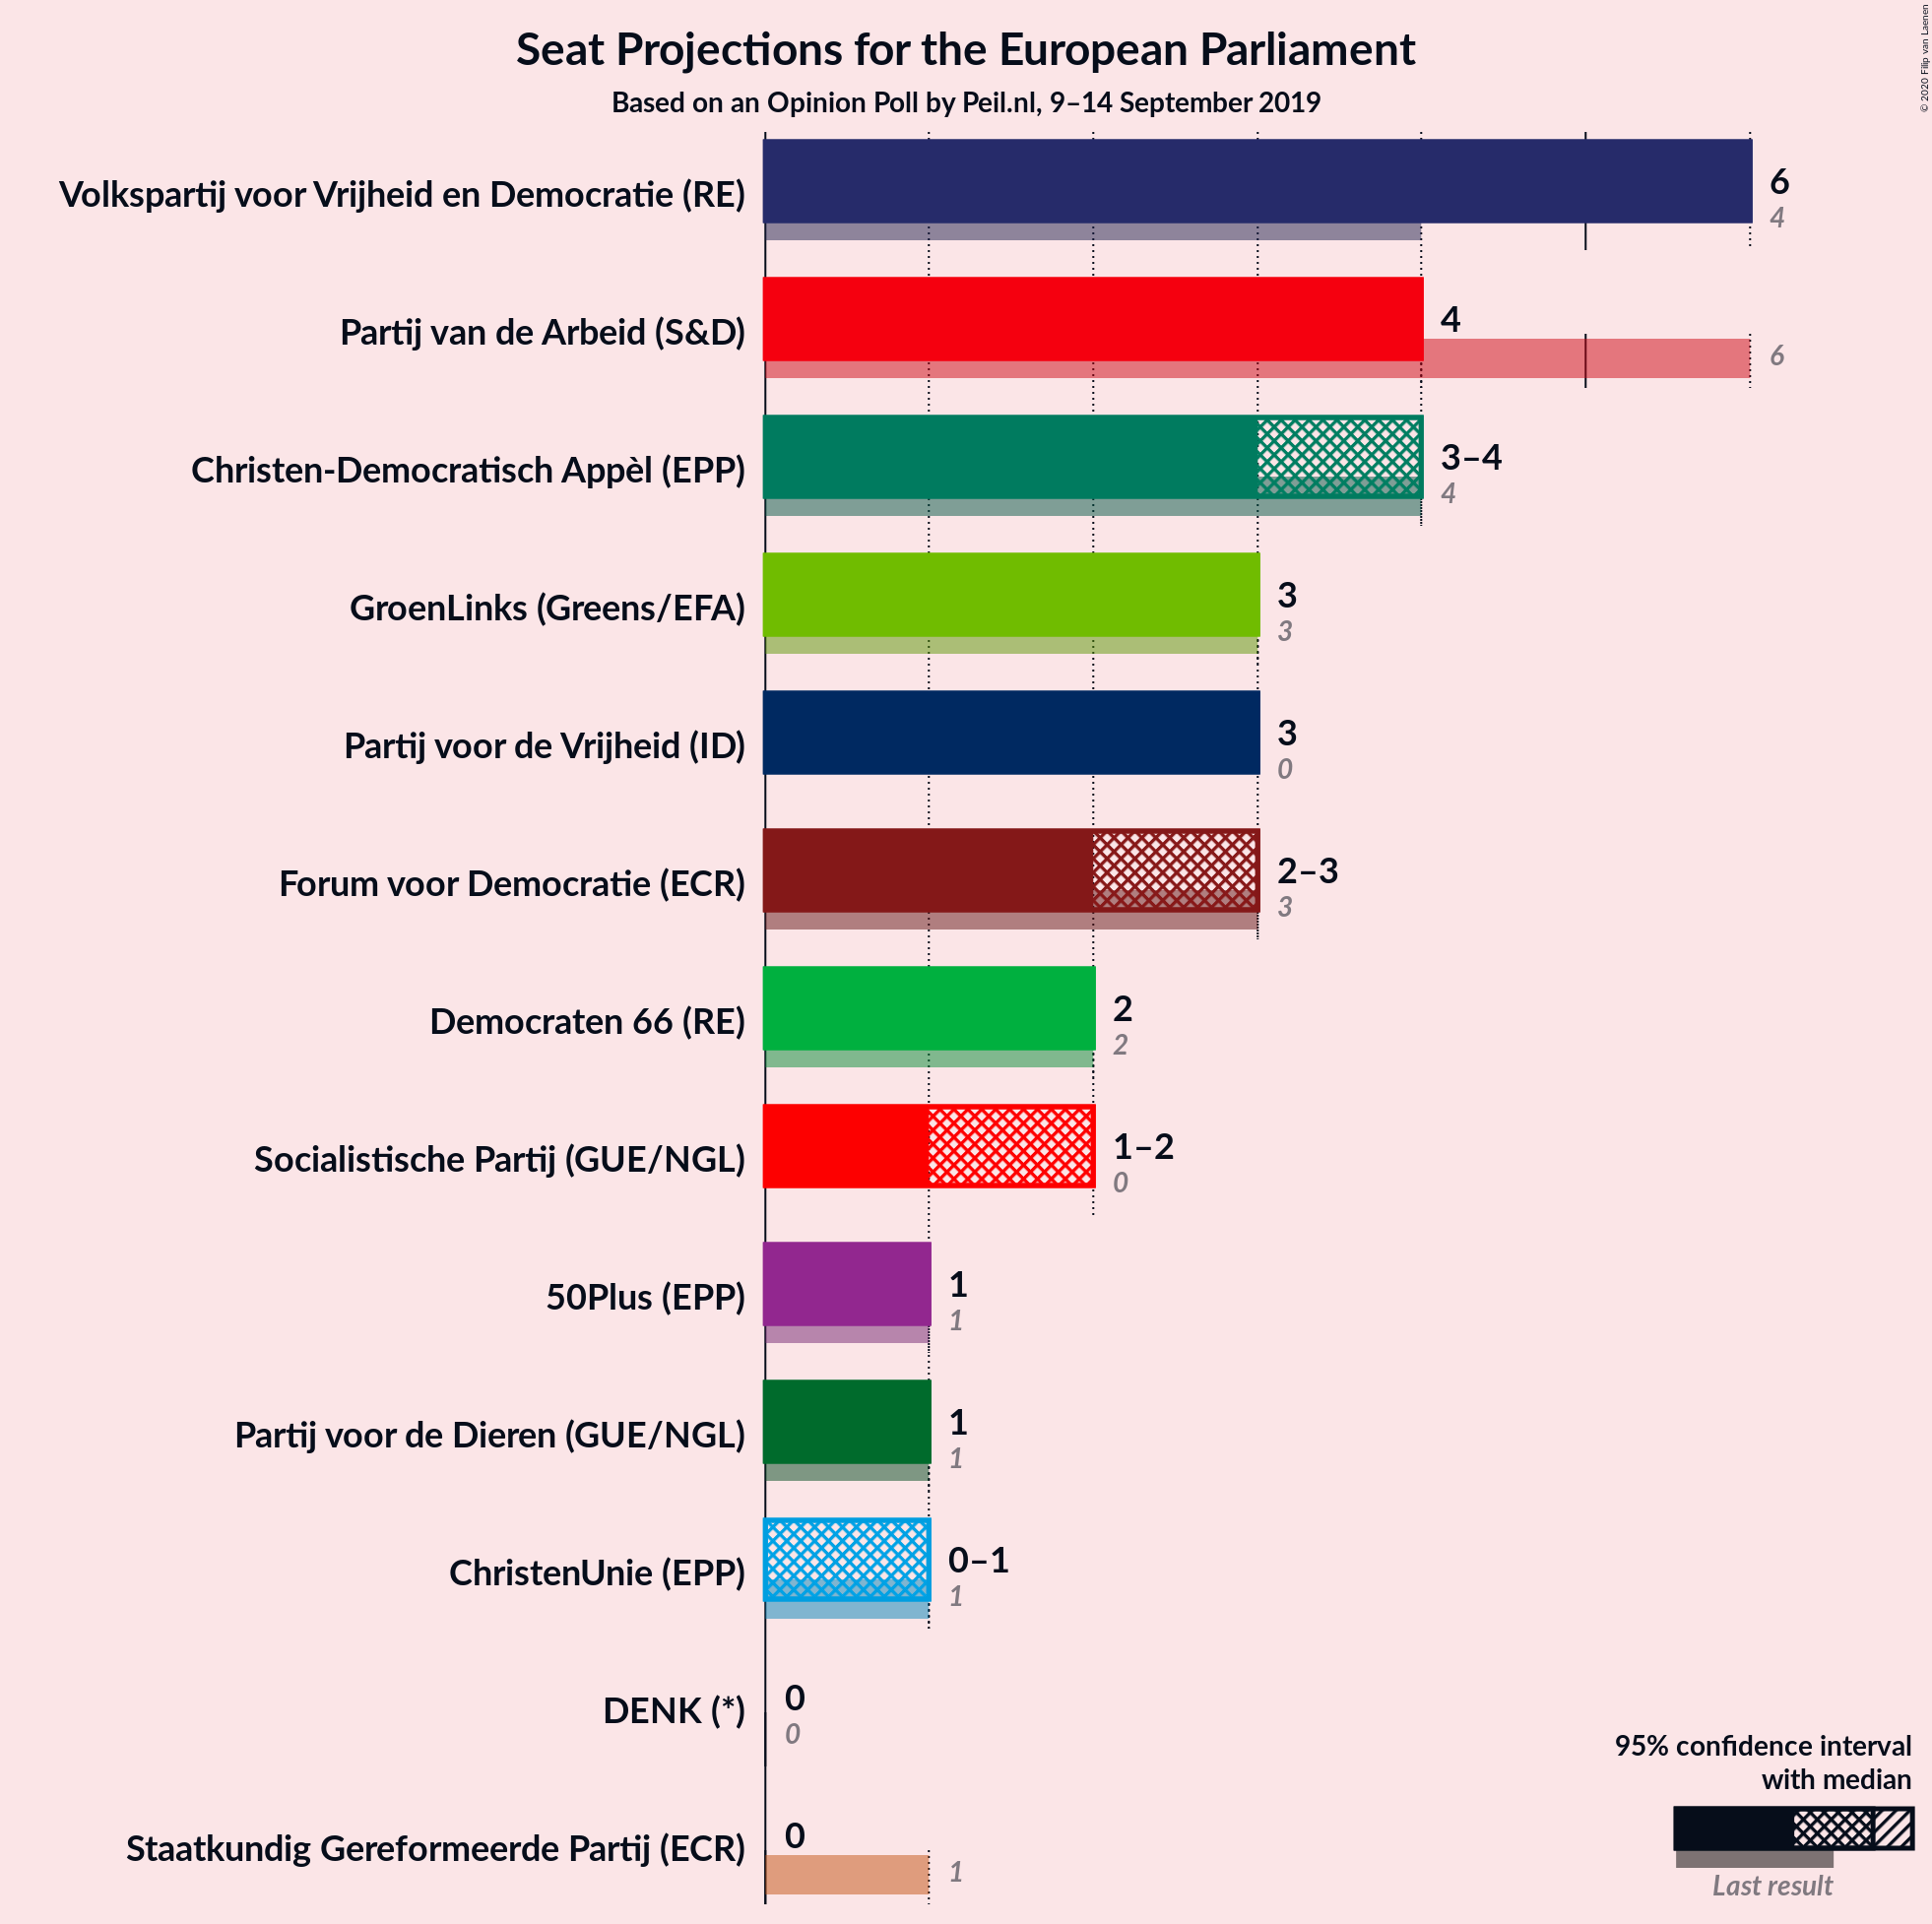 Seat Projections for the European Parliament
Based on an Opinion Poll by Peil.nl, 9–14 September 2019
© 2020 Filip van Laenen
Volkspartij voor Vrijheid en Democratie (RE)
6
4
Partij van de Arbeid (S&D)
4
6
Christen-Democratisch Appèl (EPP)
3–4
4
GroenLinks (Greens/EFA)
3
3
Partij voor de Vrijheid (ID)
3
0
Forum voor Democratie (ECR)
2–3
3
Democraten 66 (RE)
2
2
Socialistische Partij (GUE/NGL)
1–2
0
50Plus (EPP)
1
1
Partij voor de Dieren (GUE/NGL)
1
1
ChristenUnie (EPP)
0–1
1
DENK (*)
0
0
Staatkundig Gereformeerde Partij (ECR)
0
1
95% confidence interval
with median
Last result